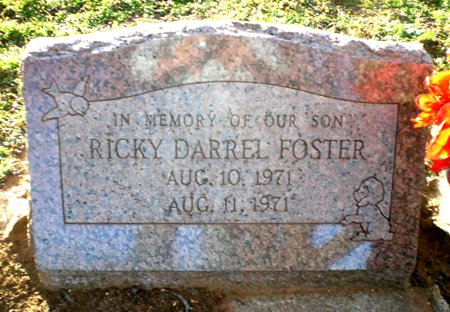 IN MEMORY OF OUR SON
RICKY DARREL FOSTER
AUG. 10, 1971
AUG. 11, 1971